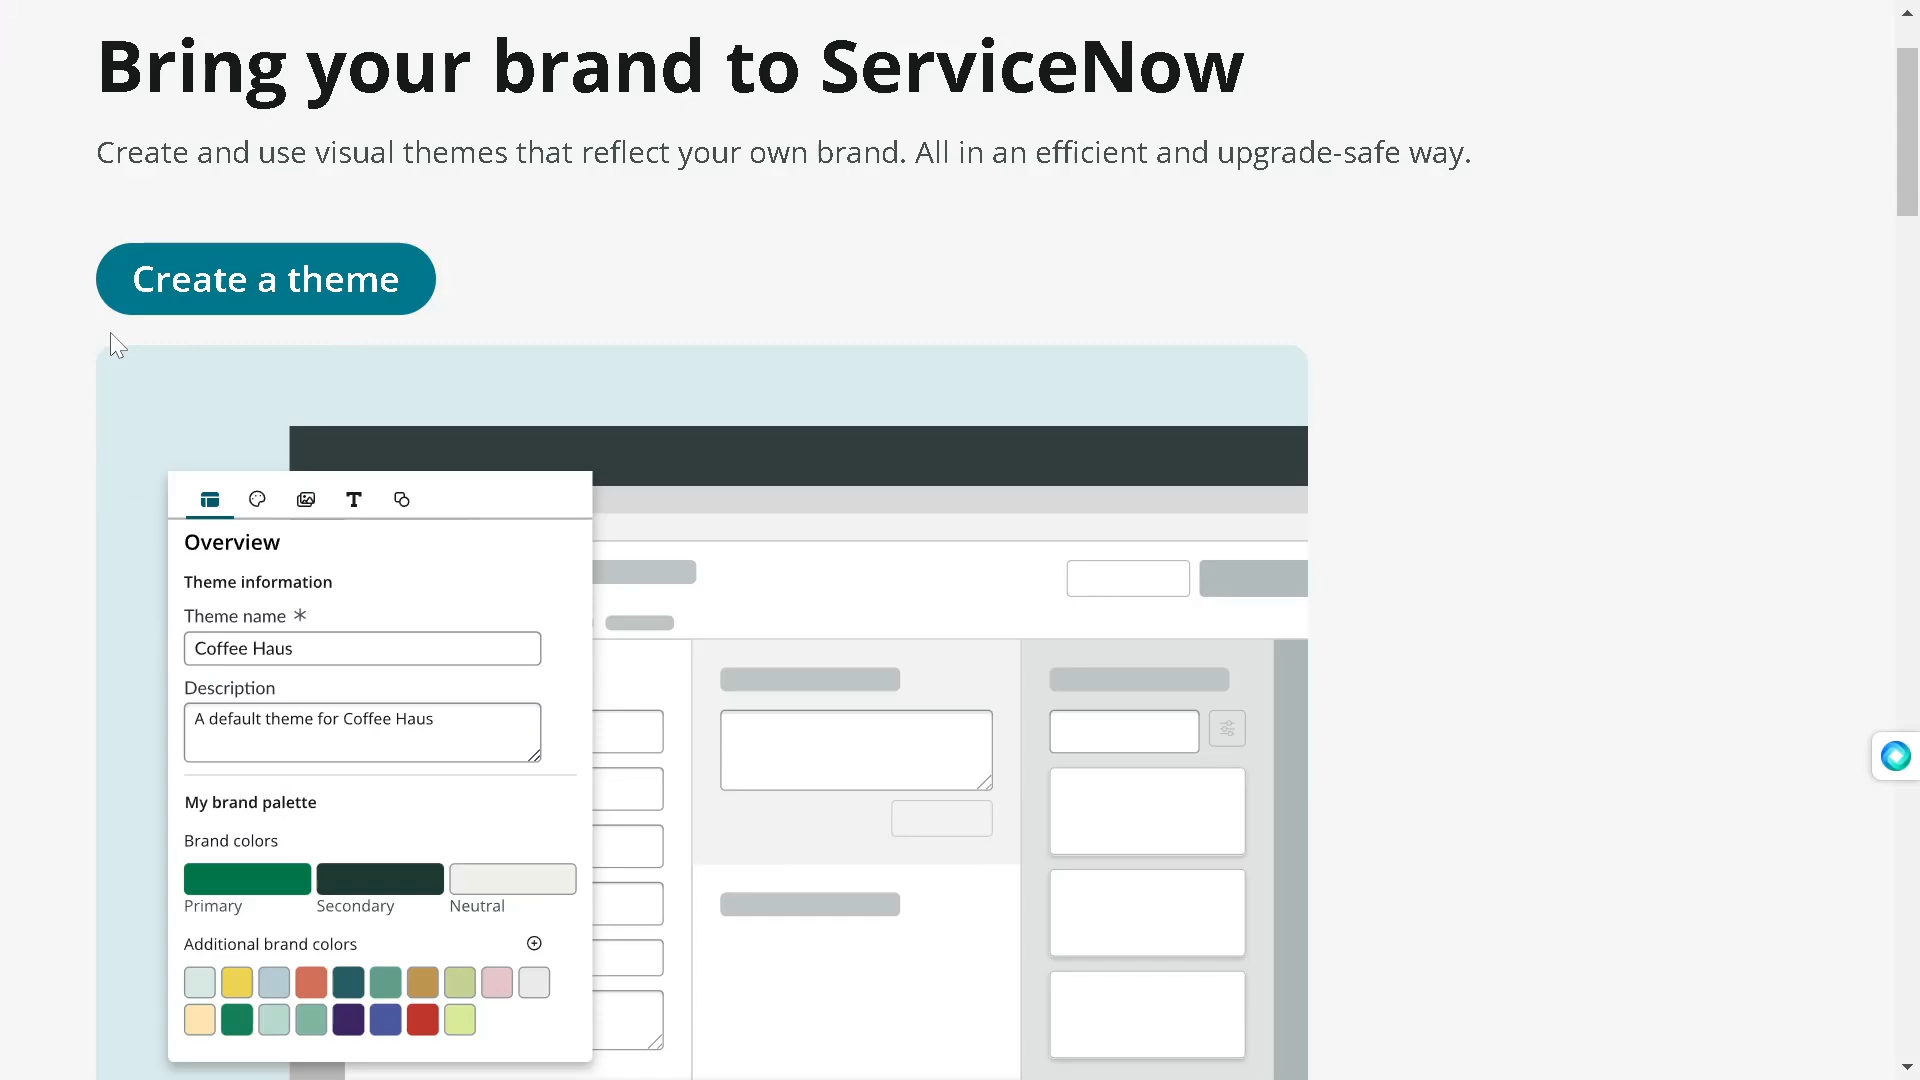 Bring your brand to ServiceNow
Create and use visual themes that reflect your own brand. All in an efficient and upgrade-safe way.
Create a theme
Overview
Theme information
Theme name *
Coffee Haus
Description
A default theme for Coffee Haus
My brand palette
Brand colors
Primary Secondary Neutral
Additional brand colors